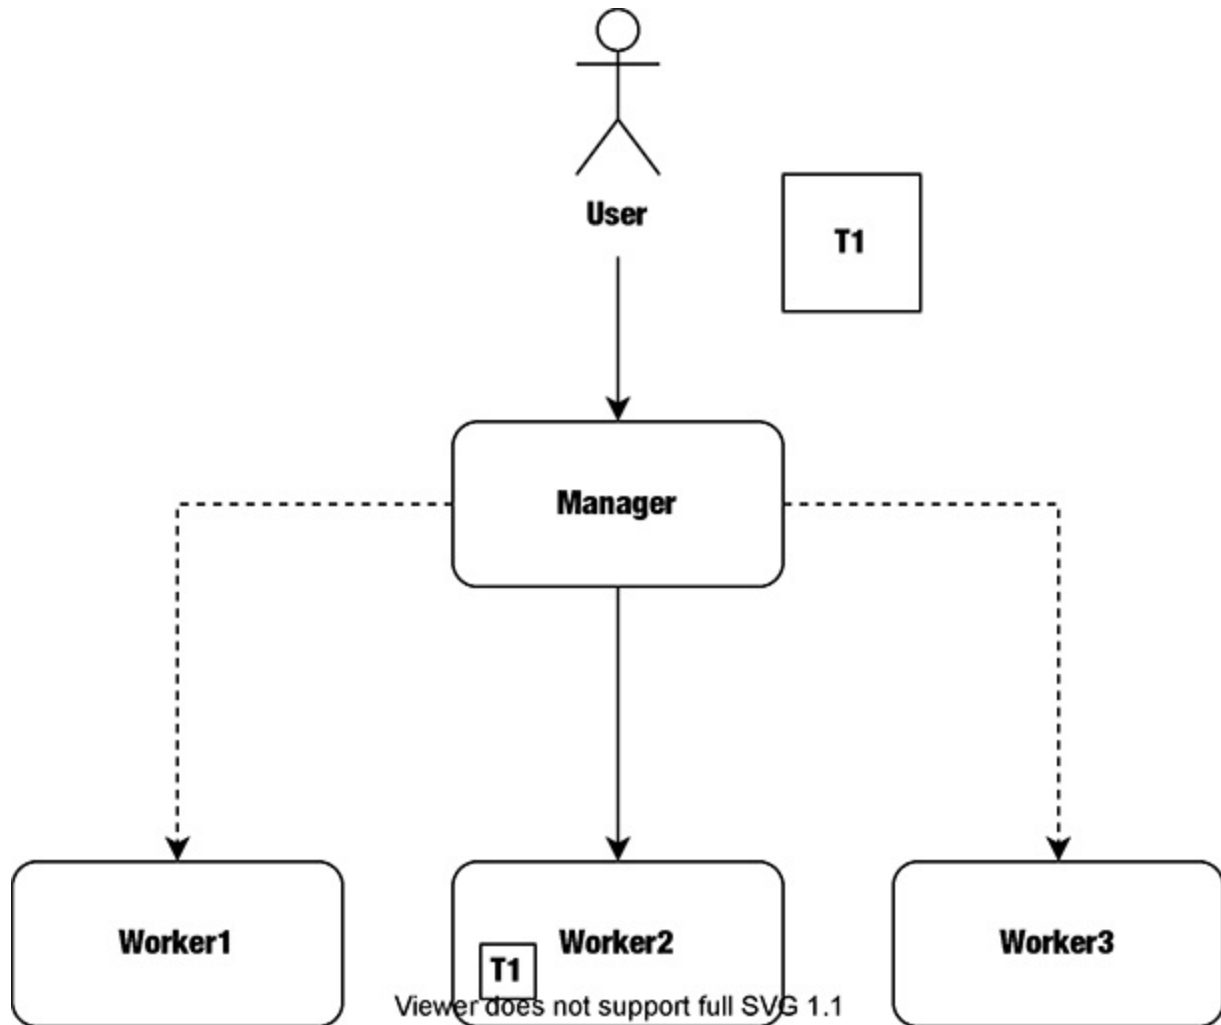 User
T1
Manager
Worker1
Worker2
Worker3
T1
Viewer does not support full SVG 1.1